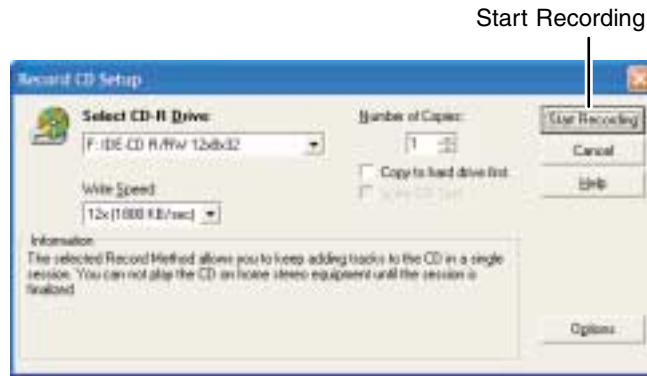 Start Recording
Record CD Setup
Select CD-R Drive:
F: IDE-CD R/RW 12x8x32
Write Speed:
12x (1800 KB/sec)
Number of Copies:
1
Copy to hard drive first
Write CD Text
Start Recording
Cancel
Help
Information
The selected Record Method allows you to keep adding tracks to the CD in a single
session. You can not play the CD on home stereo equipment until the session is
finalized.
Options